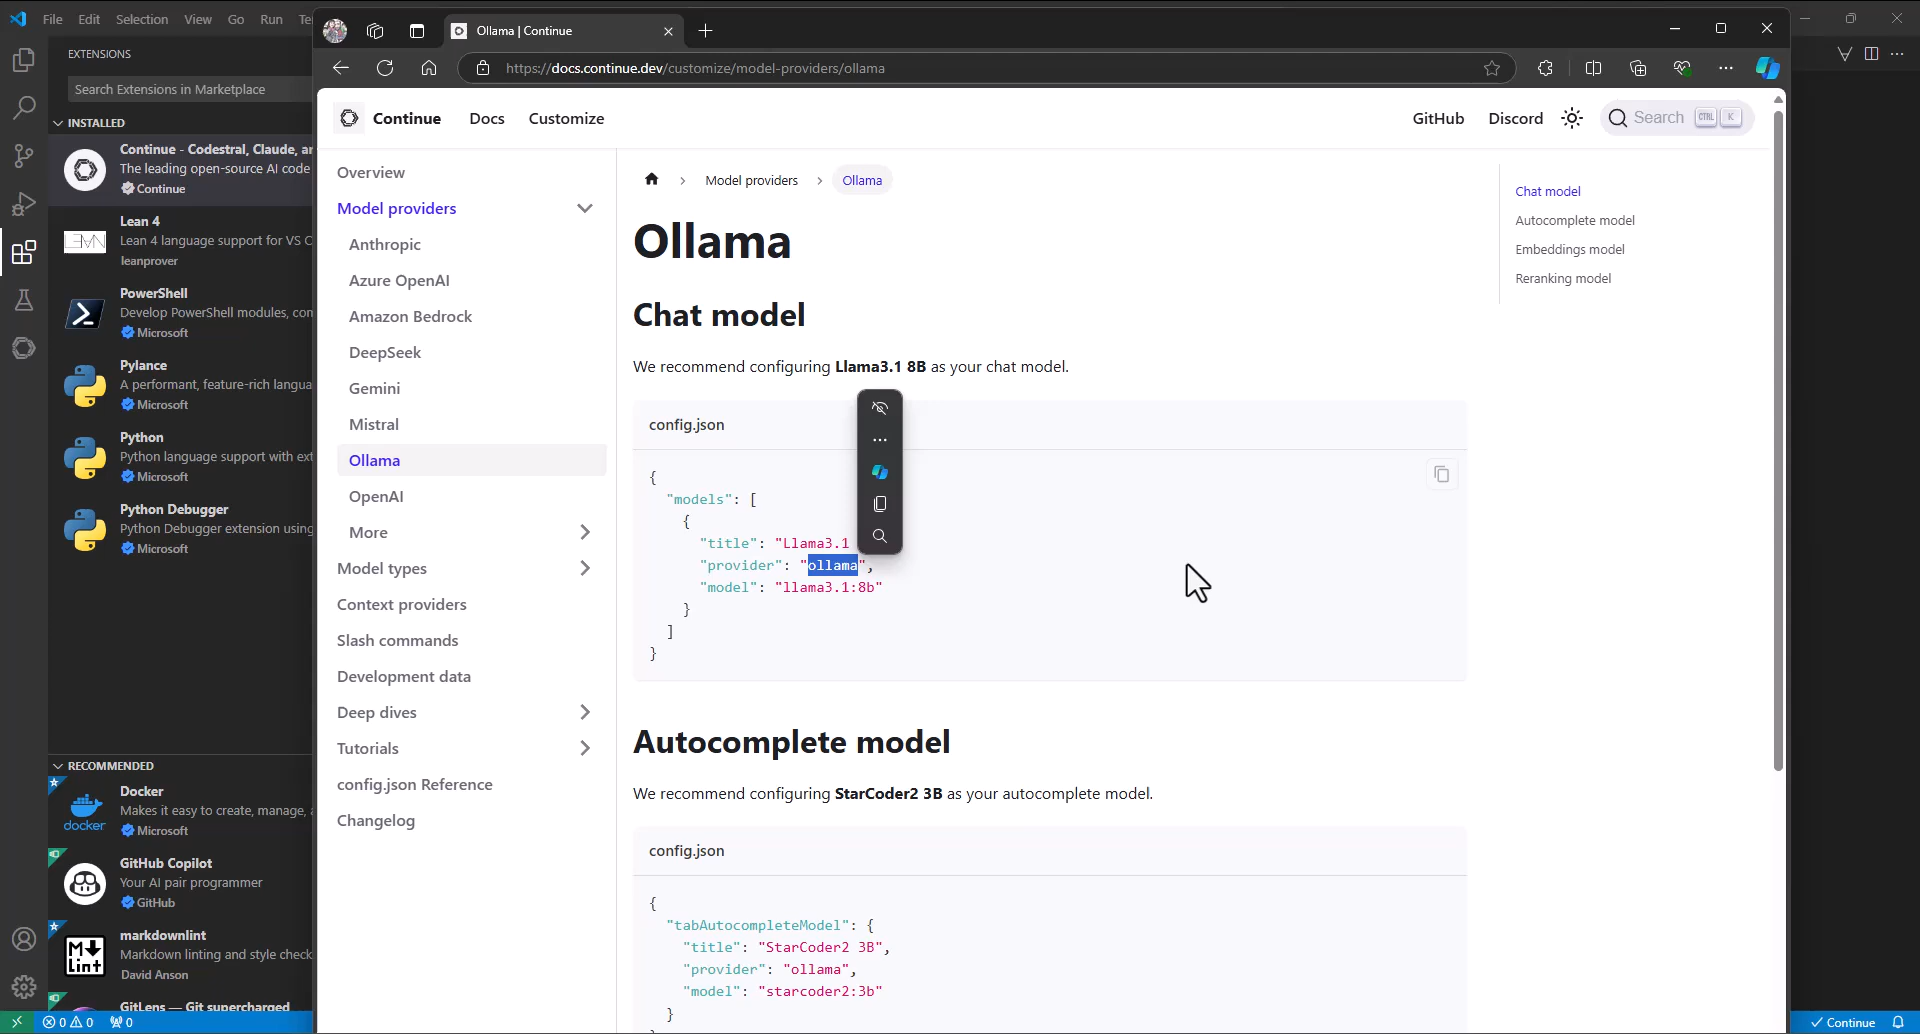 File Edit Selection View Go Run Te
EXTENSIONS
Search Extensions in Marketplace
INSTALLED
Continue - Codestral, Claude, ar
The leading open-source AI code
Continue
Lean 4
Lean 4 language support for VS C
leanprover
PowerShell
Develop PowerShell modules, com
Microsoft
Pylance
A performant, feature-rich langua
Microsoft
Python
Python language support with ext
Microsoft
Python Debugger
Python Debugger extension using
Microsoft
RECOMMENDED
Docker
Makes it easy to create, manage, a
Microsoft
docker
GitHub Copilot
Your AI pair programmer
GitHub
markdownlint
Markdown linting and style check
David Anson
GitLens — Git supercharged
0 0 0
Ollama | Continue
https://docs.continue.dev/customize/model-providers/ollama
Continue Docs Customize
GitHub Discord Search CTRL K
Overview
Model providers
Anthropic
Azure OpenAI
Amazon Bedrock
DeepSeek
Gemini
Mistral
Ollama
OpenAI
More
Model types
Context providers
Slash commands
Development data
Deep dives
Tutorials
config.json Reference
Changelog
Model providers Ollama
Ollama
Chat model
We recommend configuring Llama3.1 8B as your chat model.
config.json
{
"models": [
{
"title": "Llama3.1
"provider": "ollama",
"model": "llama3.1:8b"
}
]
}
Autocomplete model
We recommend configuring StarCoder2 3B as your autocomplete model.
config.json
{
"tabAutocompleteModel": {
"title": "StarCoder2 3B",
"provider": "ollama",
"model": "starcoder2:3b"
}
Chat model
Autocomplete model
Embeddings model
Reranking model
Continue